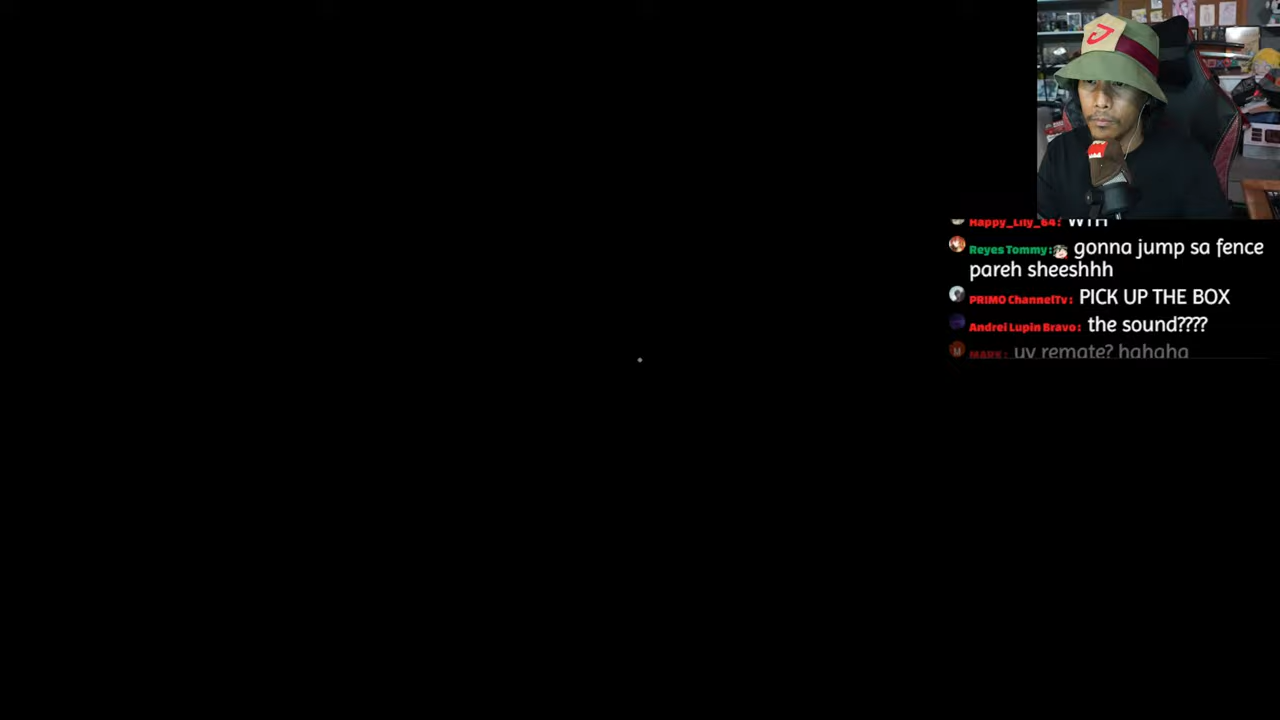 Happy_Lily_64: WTH
Reyes Tommy: gonna jump sa fence
pareh sheeshhh
PRIMO ChannelTv: PICK UP THE BOX
Andrei Lupin Bravo: the sound????
MARK: uy remate? hahaha